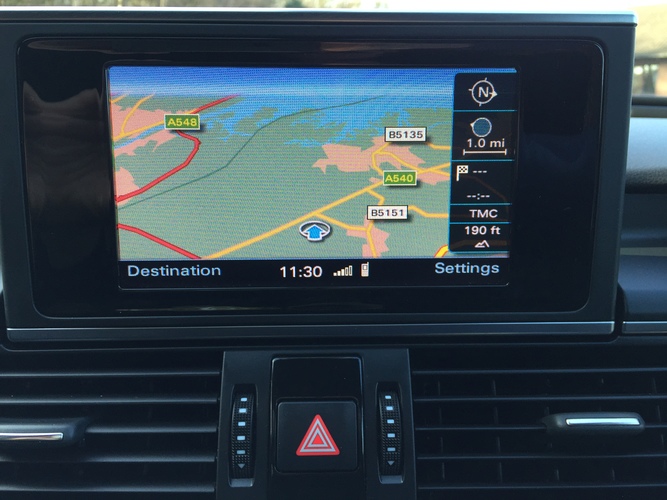 A548
B5135
A540
B5151
N
1.0 mi
---
--:--
TMC
190 ft
Destination
11:30
Settings